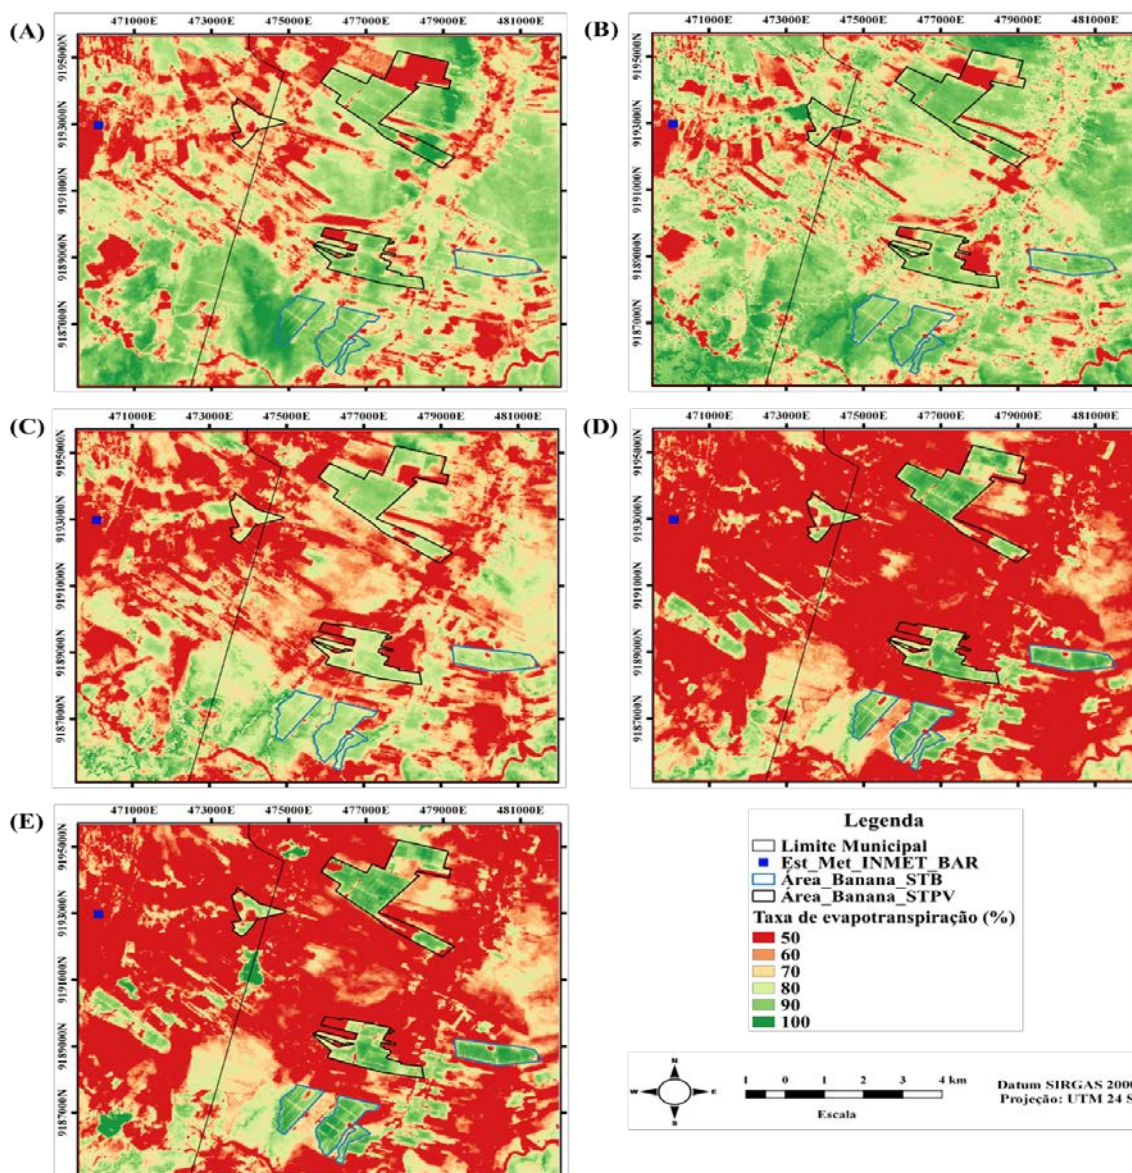 471000E 473000E 475000E 477000E 479000E 481000E
(A)
9195000N
9193000N
9191000N
9189000N
9187000N
471000E 473000E 475000E 477000E 479000E 481000E
(B)
9195000N
9193000N
9191000N
9189000N
9187000N
471000E 473000E 475000E 477000E 479000E 481000E
(C)
9195000N
9193000N
9191000N
9189000N
9187000N
471000E 473000E 475000E 477000E 479000E 481000E
(D)
9195000N
9193000N
9191000N
9189000N
9187000N
471000E 473000E 475000E 477000E 479000E 481000E
(E)
9195000N
9193000N
9191000N
9189000N
9187000N
Legenda
Limite Municipal
Est_Met_INMET_BAR
Área_Banana_STB
Área_Banana_STPV
Taxa de evapotranspiração (%)
50
60
70
80
90
100
N
W E
S
1 0 1 2 3 4 km
Escala
Datum SIRGAS 2000
Projeção: UTM 24 S